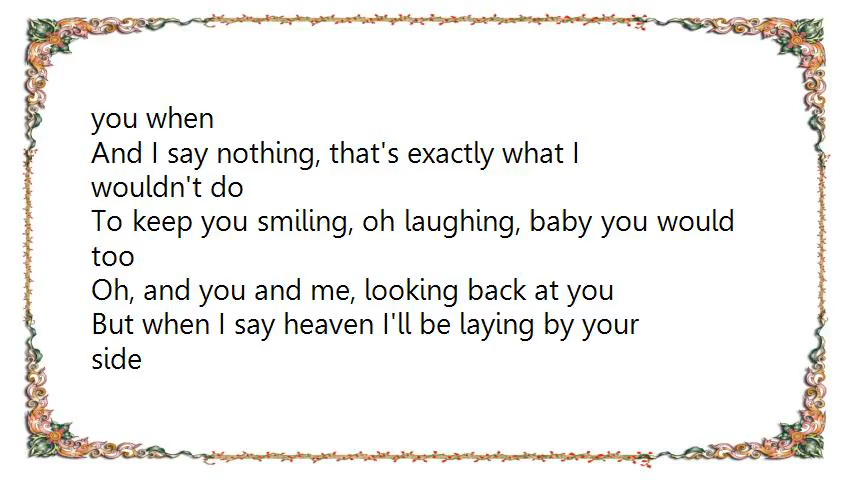 you when
And I say nothing, that's exactly what I
wouldn't do
To keep you smiling, oh laughing, baby you would
too
Oh, and you and me, looking back at you
But when I say heaven I'll be laying by your
side